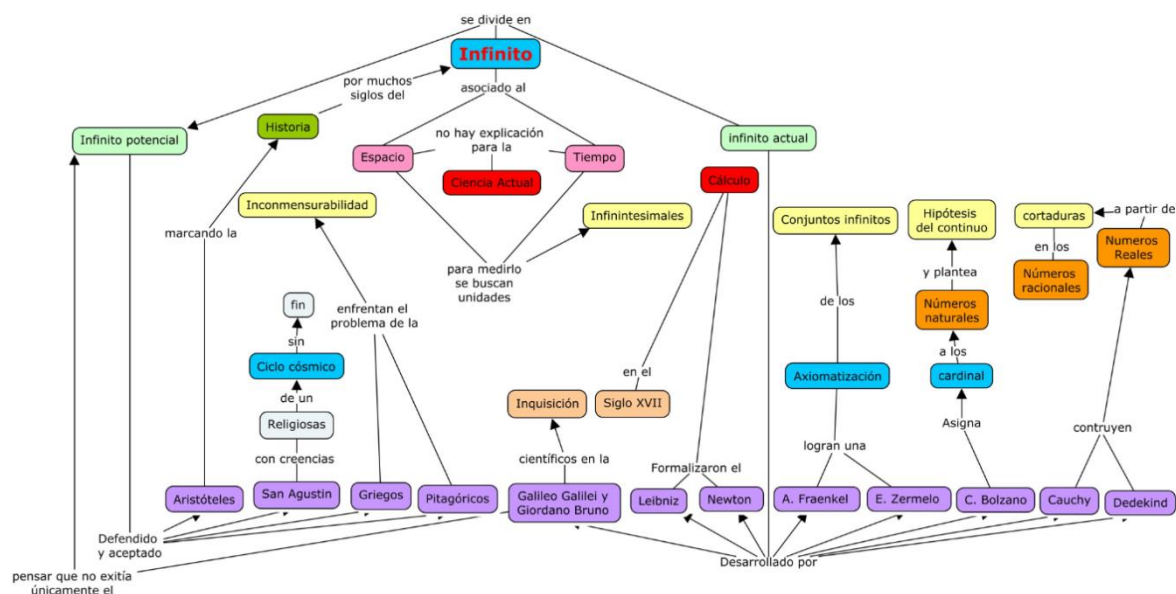 se divide en
Infinito
por muchos
siglos del
asociado al
Historia
Infinito potencial
no hay explicación
para la
infinito actual
Espacio
Tiempo
Ciencia Actual
Cálculo
Inconmensurabilidad
Infinintesimales
Conjuntos infinitos
Hipótesis
del continuo
cortaduras
a partir de
marcando la
Numeros
Reales
en los
para medirlo
se buscan
unidades
y plantea
Números
racionales
fin
enfrentan el
problema de la
de los
Números
naturales
sin
a los
Ciclo cósmico
en el
Axiomatización
cardinal
de un
Inquisición
Siglo XVII
Religiosas
Asigna
contruyen
con creencias
científicos en la
Formalizaron el
logran una
Aristóteles
San Agustin
Griegos
Pitagóricos
Galileo Galilei y
Giordano Bruno
Leibniz
Newton
A. Fraenkel
E. Zermelo
C. Bolzano
Cauchy
Dedekind
Defendido
y aceptado
Desarrollado por
pensar que no exitía
únicamente el